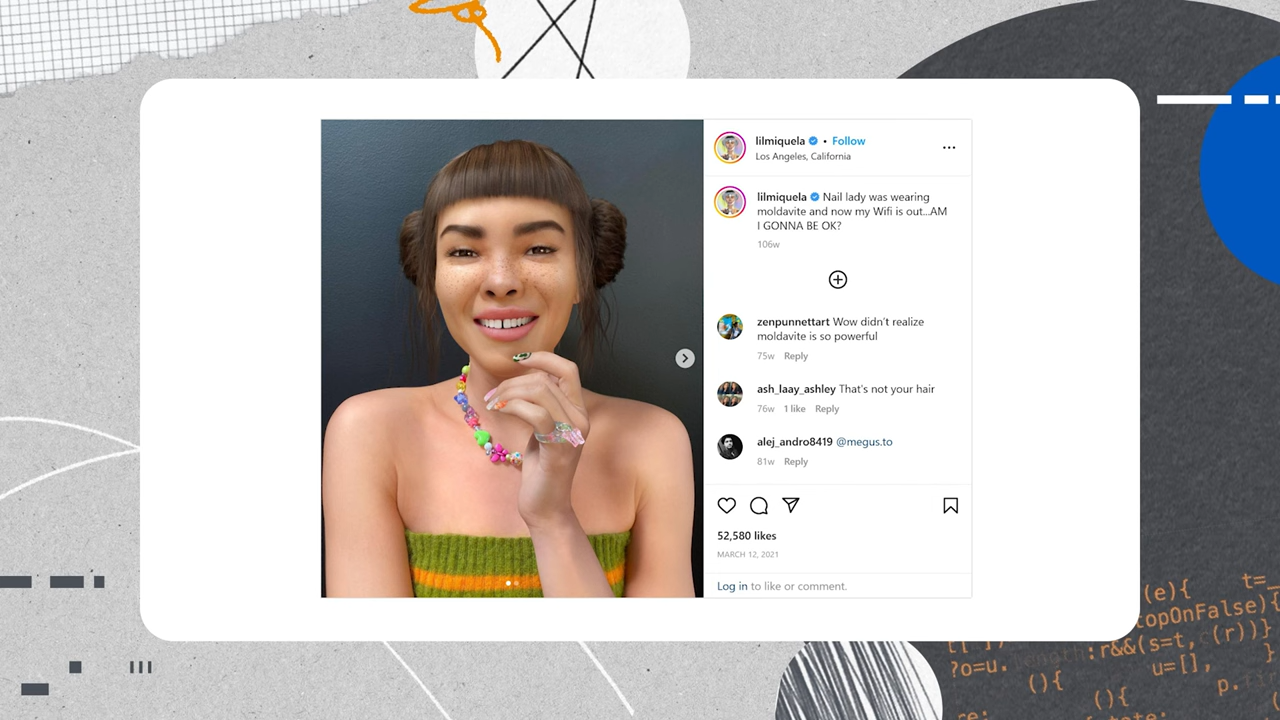 lilmiquela • Follow
Los Angeles, California
lilmiquela Nail lady was wearing
moldavite and now my Wifi is out...AM
I GONNA BE OK?
106w
zenpunnettart Wow didn't realize
moldavite is so powerful
75w Reply
ash_laay_ashley That's not your hair
76w 1 like Reply
alej_andro8419 @megus.to
81w Reply
52,580 likes
MARCH 12, 2021
Log in to like or comment.
(e){ t=_
topOnFalse){
:r&&(s=t, (r))}
?o=u. u=[], }
(){ p.
(){